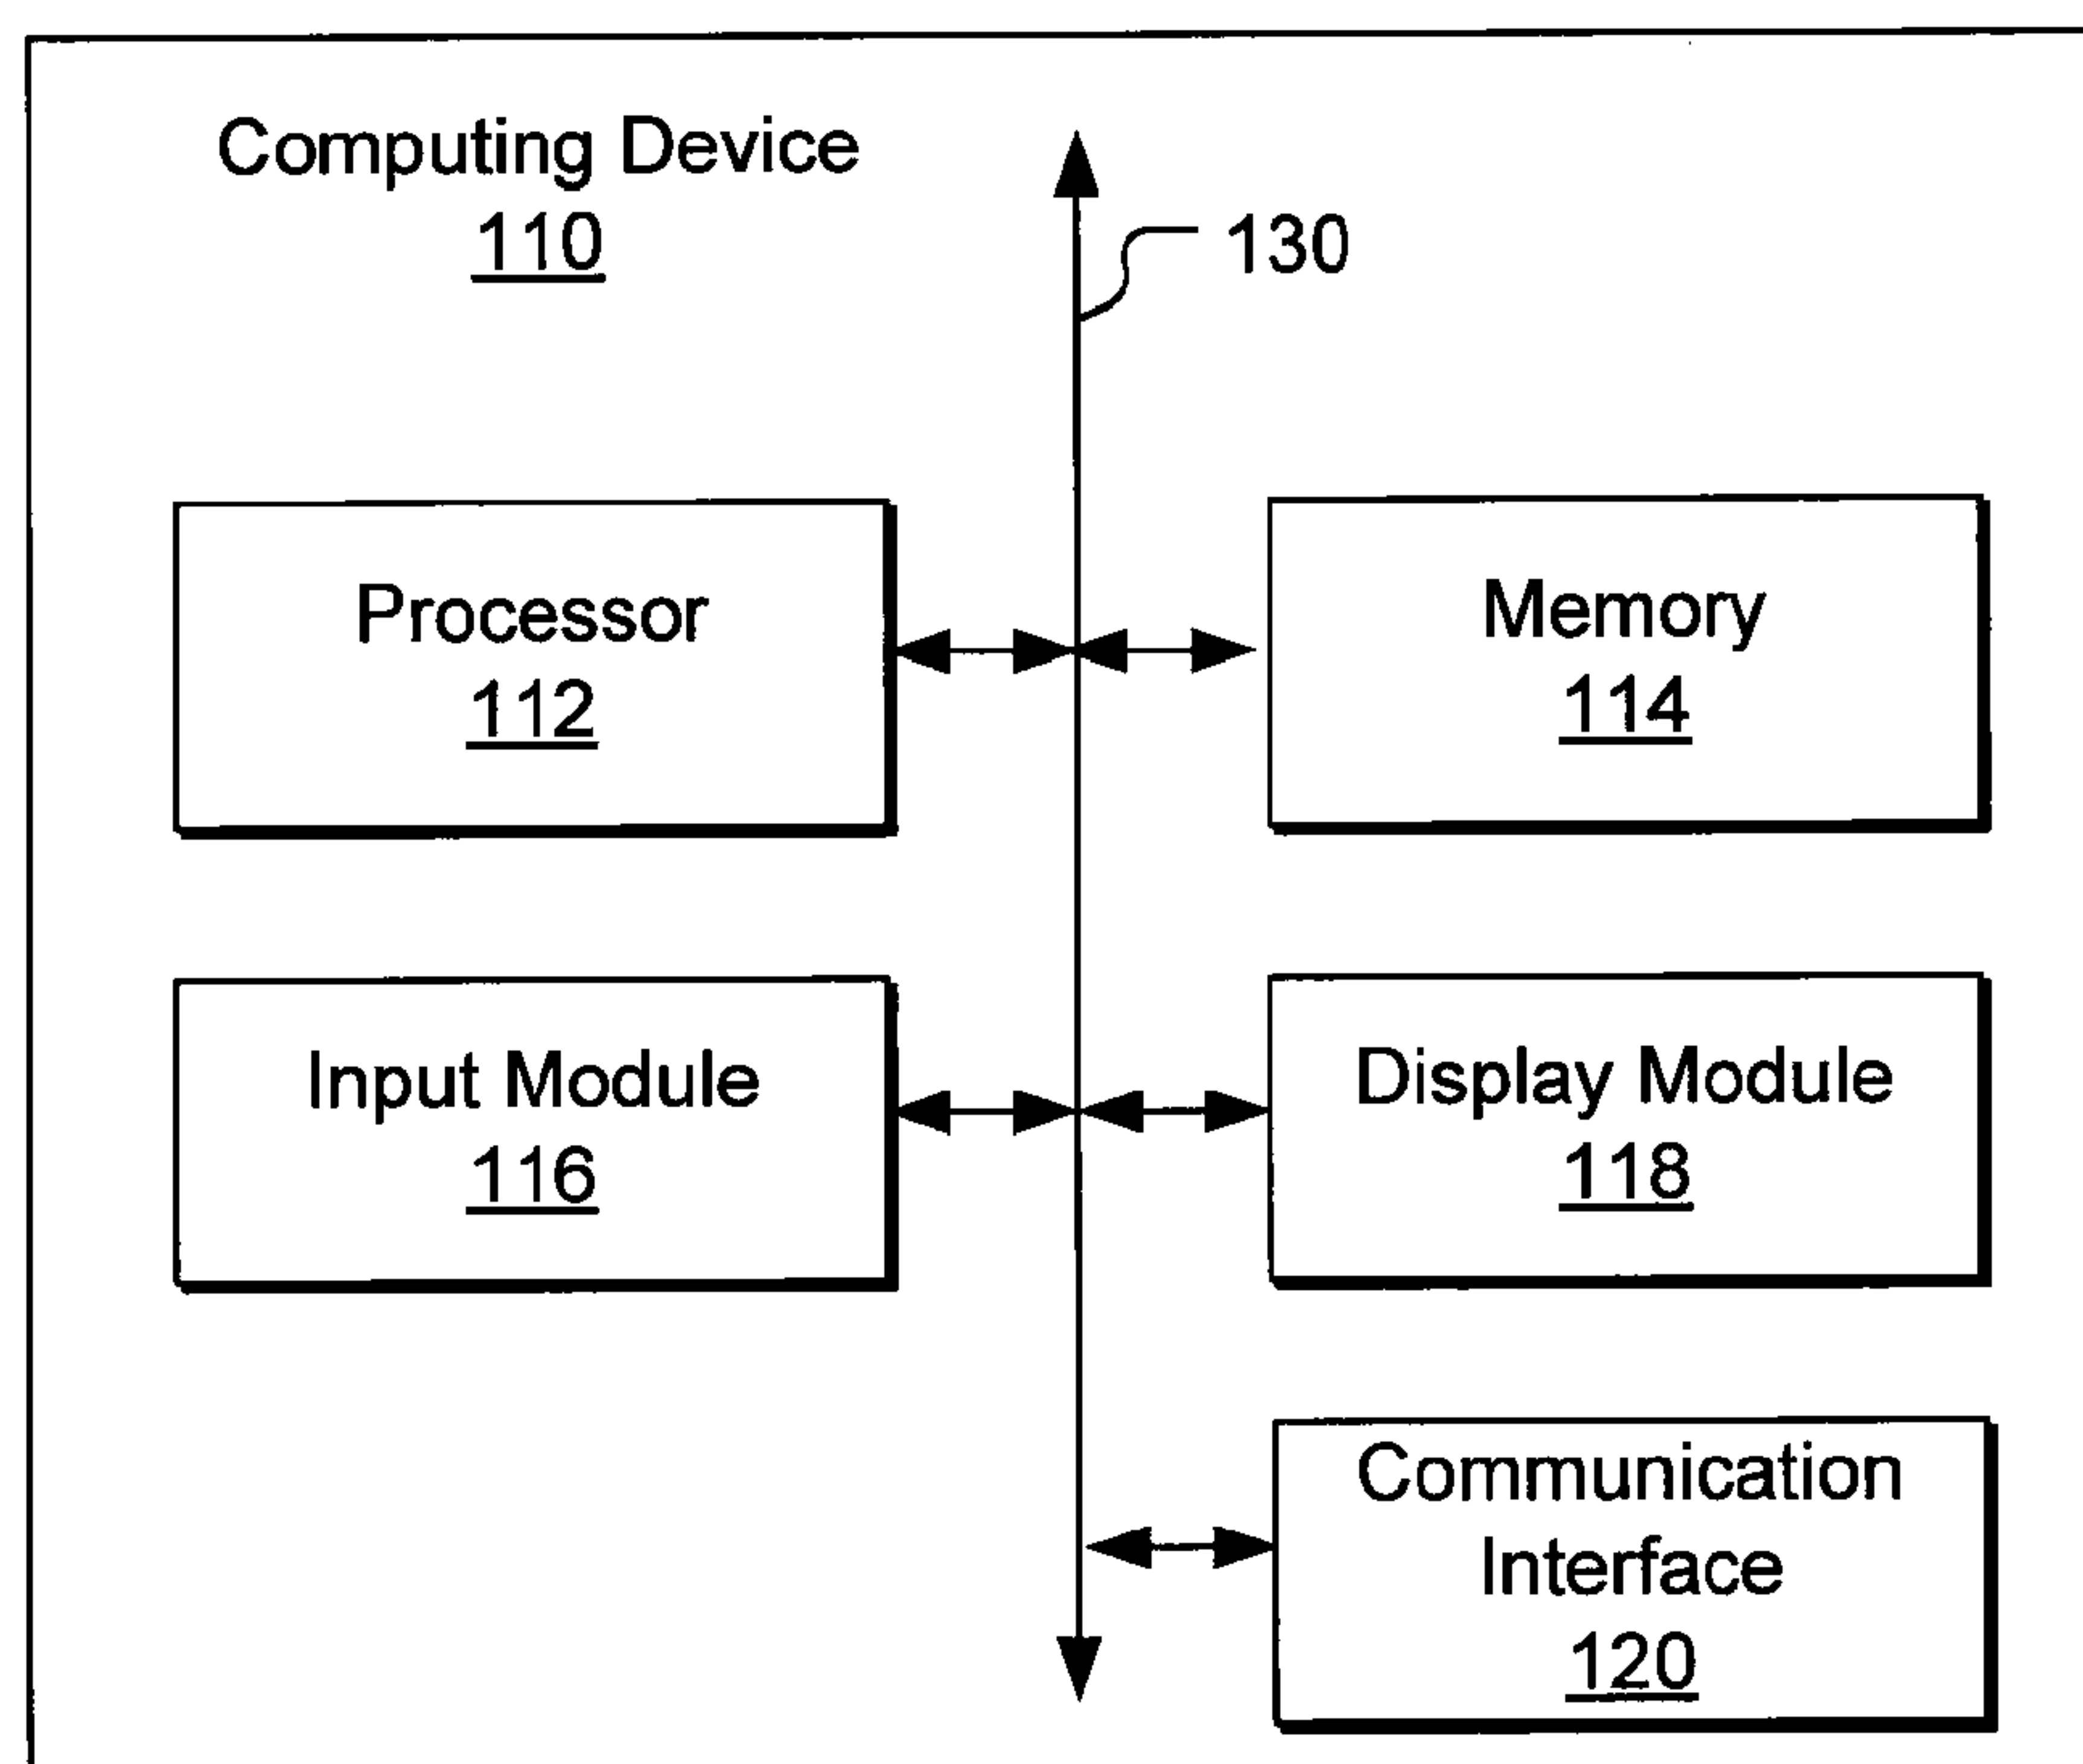 Computing Device
110
130
Processor
112
Memory
114
Input Module
116
Display Module
118
Communication
Interface
120